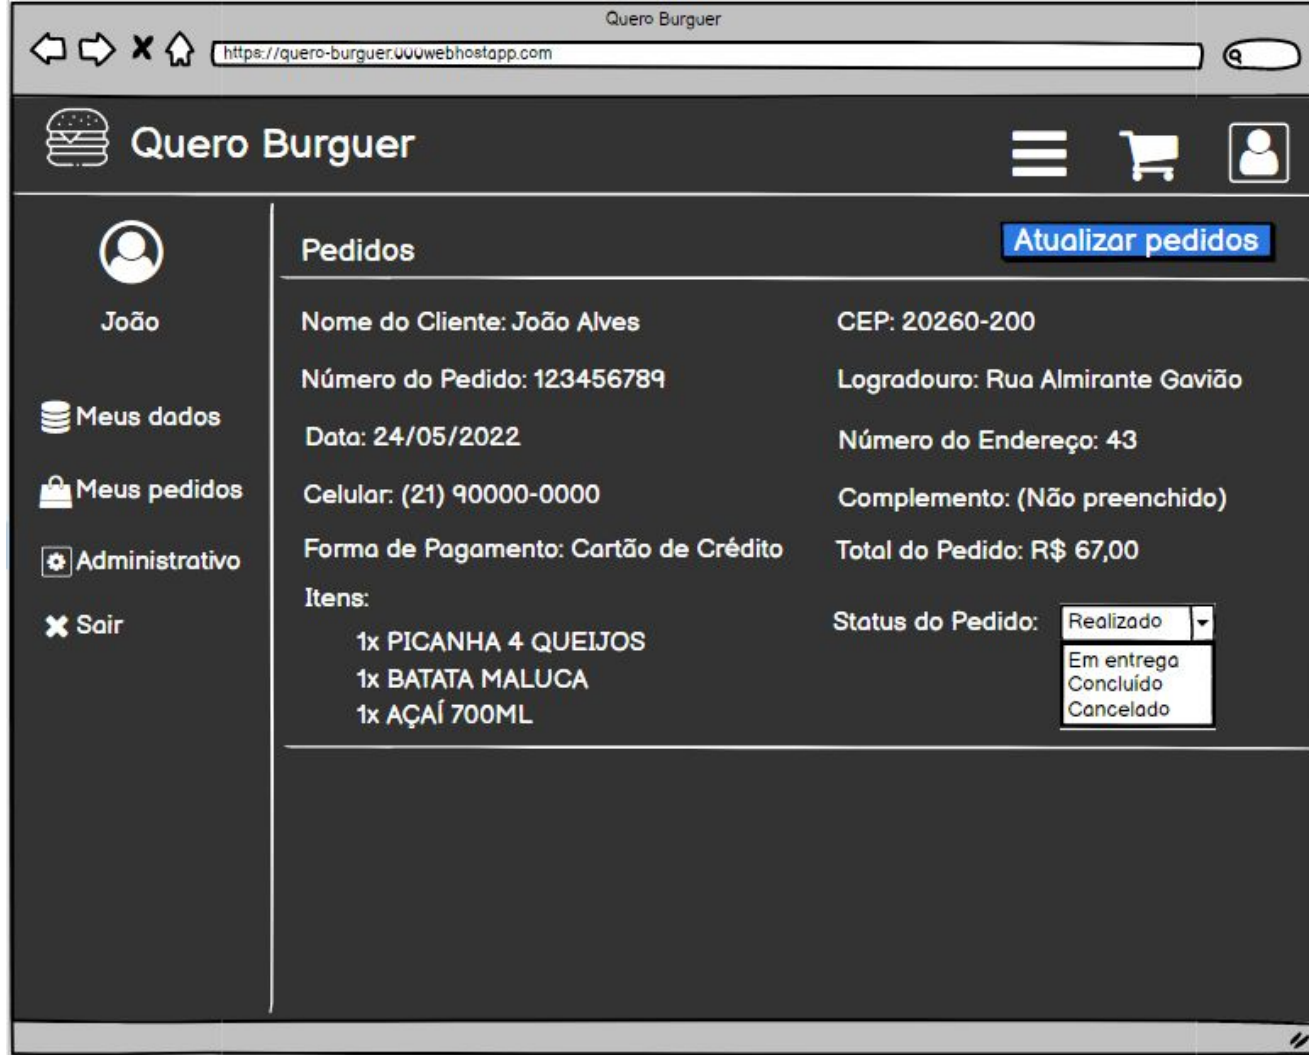 Quero Burguer
https://quero-burguer.000webhostapp.com
Quero Burguer
João
Meus dados
Meus pedidos
Administrativo
Sair
Pedidos
Atualizar pedidos
Nome do Cliente: João Alves
Número do Pedido: 123456789
Data: 24/05/2022
Celular: (21) 90000-0000
Forma de Pagamento: Cartão de Crédito
Itens:
1x PICANHA 4 QUEIJOS
1x BATATA MALUCA
1x AÇAÍ 700ML
CEP: 20260-200
Logradouro: Rua Almirante Gavião
Número do Endereço: 43
Complemento: (Não preenchido)
Total do Pedido: R$ 67,00
Status do Pedido: Realizado
Em entrega
Concluído
Cancelado